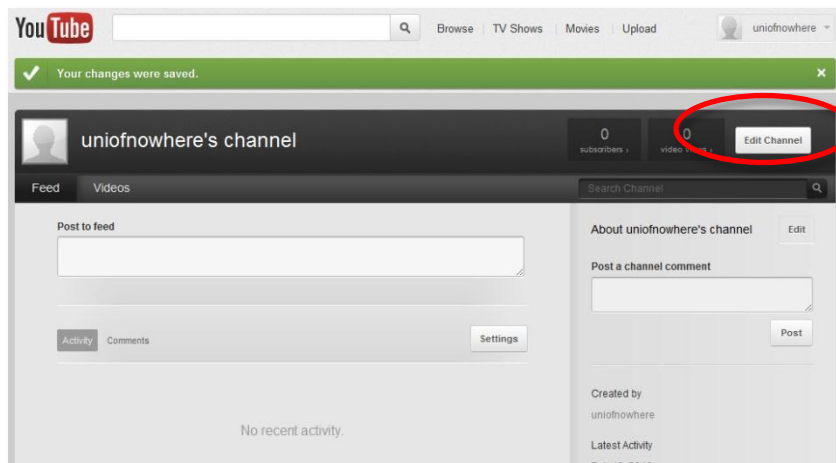 YouTube
Browse TV Shows Movies Upload uniofnowhere
Your changes were saved.
uniofnowhere's channel
0 subscribers
0 video views
Edit Channel
Feed Videos
Search Channel
Post to feed
Activity Comments
Settings
No recent activity.
About uniofnowhere's channel
Edit
Post a channel comment
Post
Created by
uniofnowhere
Latest Activity